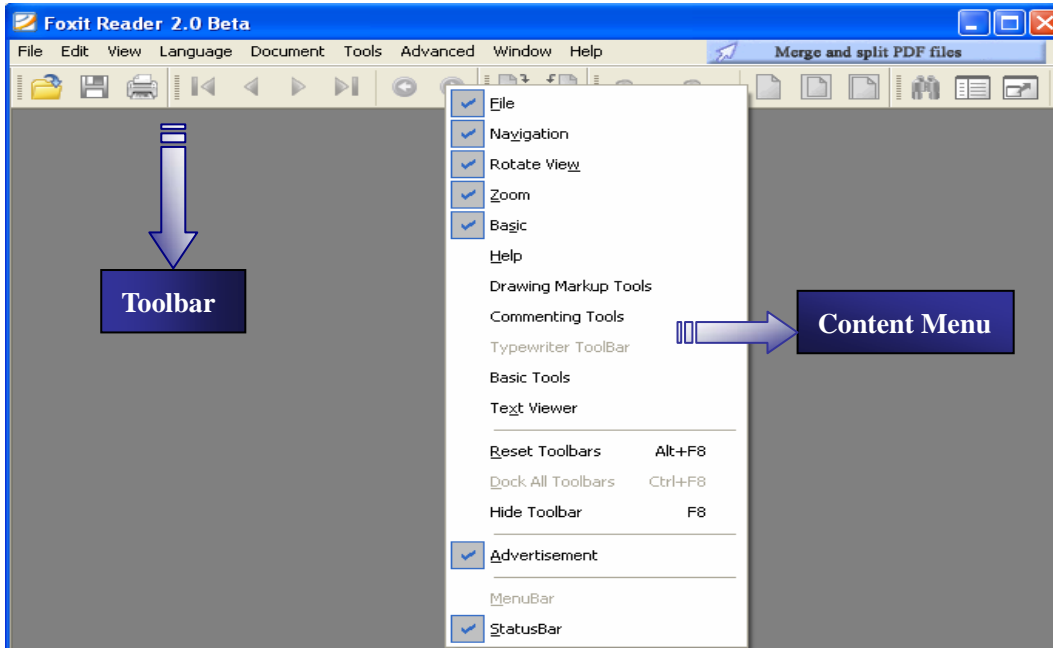 Foxit Reader 2.0 Beta
File Edit View Language Document Tools Advanced Window Help Merge and split PDF files
File
Navigation
Rotate View
Zoom
Basic
Help
Drawing Markup Tools
Toolbar
Commenting Tools
Content Menu
Typewriter ToolBar
Basic Tools
Text Viewer
Reset Toolbars Alt+F8
Dock All Toolbars Ctrl+F8
Hide Toolbar F8
Advertisement
MenuBar
StatusBar